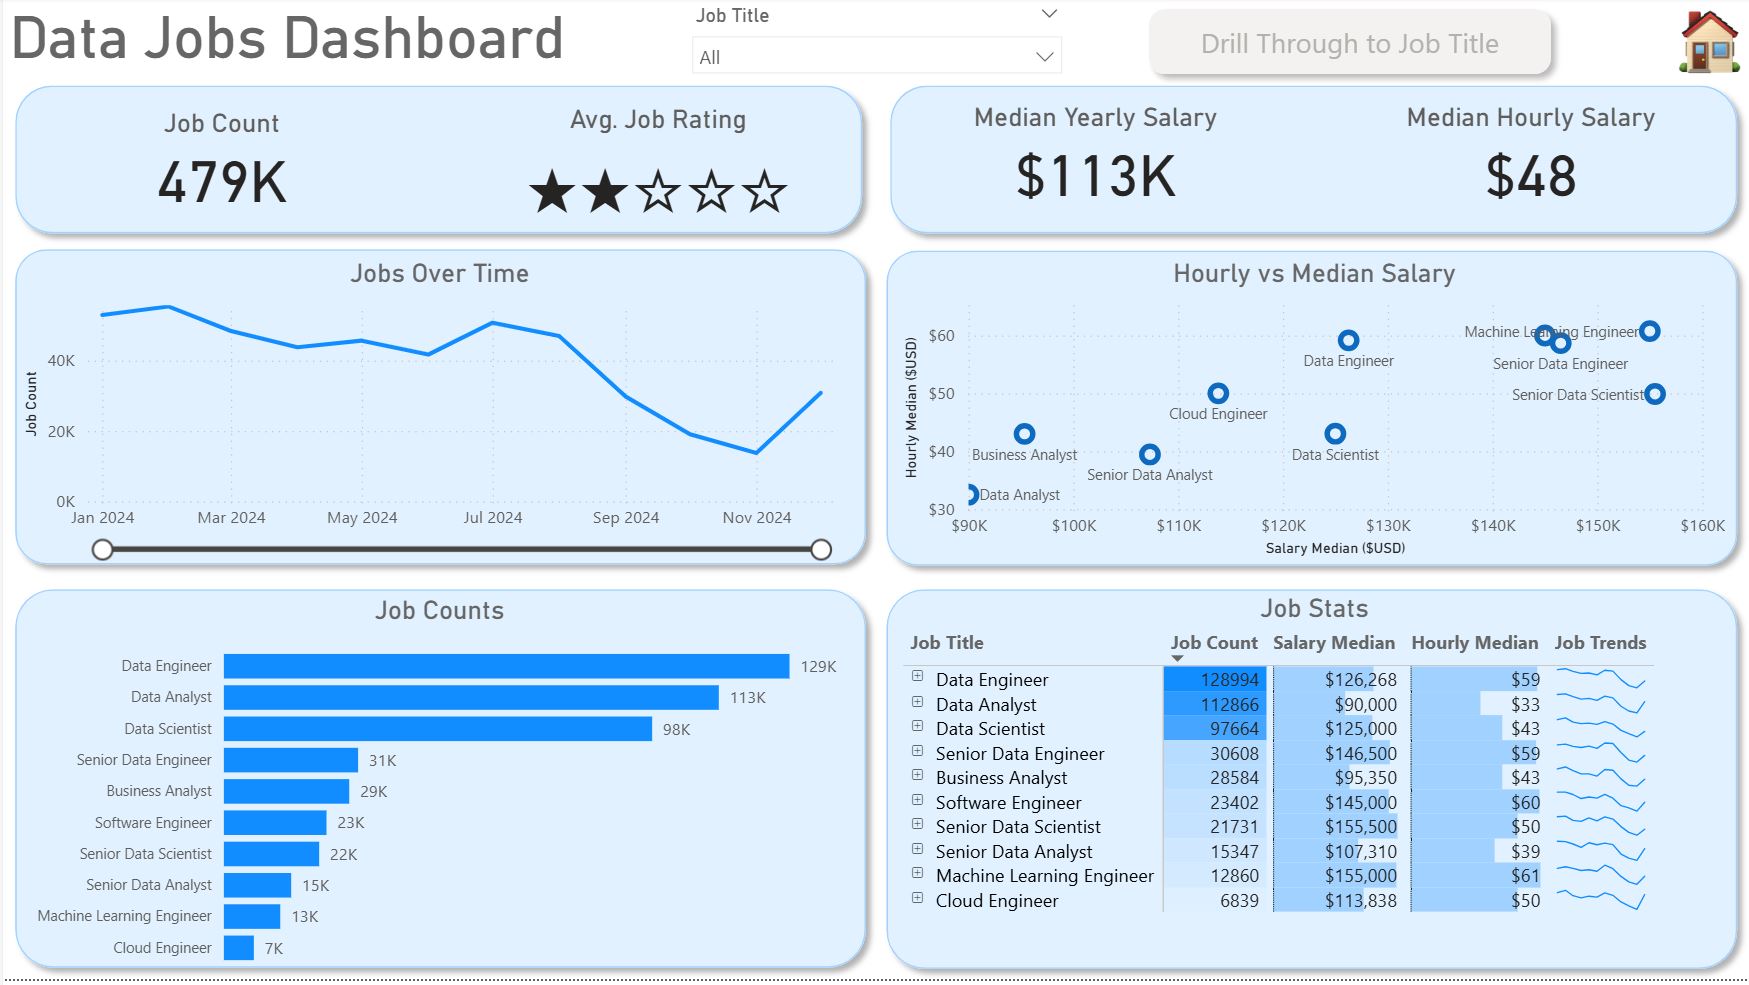 Data Jobs Dashboard
Job Title
All
Drill Through to Job Title
Job Count
479K
Avg. Job Rating
★★☆☆☆
Median Yearly Salary
$113K
Median Hourly Salary
$48
Jobs Over Time
Job Count
40K
20K
0K
Jan 2024 Mar 2024 May 2024 Jul 2024 Sep 2024 Nov 2024
Hourly vs Median Salary
Hourly Median ($USD)
$60
$50
$40
$30
Machine Learning Engineer
Data Engineer
Senior Data Engineer
Senior Data Scientist
Cloud Engineer
Business Analyst
Data Scientist
Senior Data Analyst
Data Analyst
$90K $100K $110K $120K $130K $140K $150K $160K
Salary Median ($USD)
Job Counts
Data Engineer 129K
Data Analyst 113K
Data Scientist 98K
Senior Data Engineer 31K
Business Analyst 29K
Software Engineer 23K
Senior Data Scientist 22K
Senior Data Analyst 15K
Machine Learning Engineer 13K
Cloud Engineer 7K
Job Stats
Job Title Job Count Salary Median Hourly Median Job Trends
Data Engineer 128994 $126,268 $59
Data Analyst 112866 $90,000 $33
Data Scientist 97664 $125,000 $43
Senior Data Engineer 30608 $146,500 $59
Business Analyst 28584 $95,350 $43
Software Engineer 23402 $145,000 $60
Senior Data Scientist 21731 $155,500 $50
Senior Data Analyst 15347 $107,310 $39
Machine Learning Engineer 12860 $155,000 $61
Cloud Engineer 6839 $113,838 $50